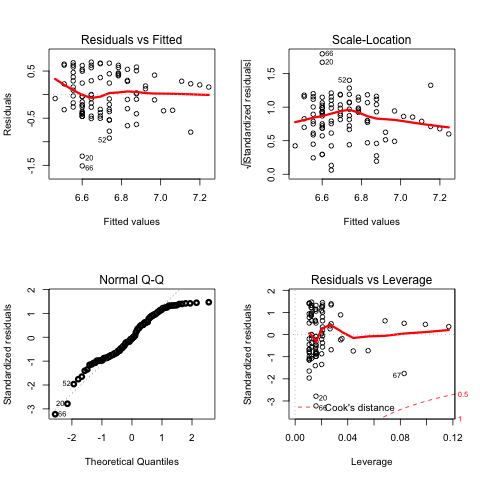 Residuals vs Fitted
Residuals
-1.5 -0.5 0.5
52
20
66
6.6 6.8 7.0 7.2
Fitted values
Scale-Location
√|Standardized residuals|
0.0 0.5 1.0 1.5
66
20
52
6.6 6.8 7.0 7.2
Fitted values
Normal Q-Q
Standardized residuals
-3 -2 -1 0 1 2
52
20
66
-2 -1 0 1 2
Theoretical Quantiles
Residuals vs Leverage
Standardized residuals
-3 -2 -1 0 1 2
67
20
66
Cook's distance
0.5
1
0.00 0.04 0.08 0.12
Leverage